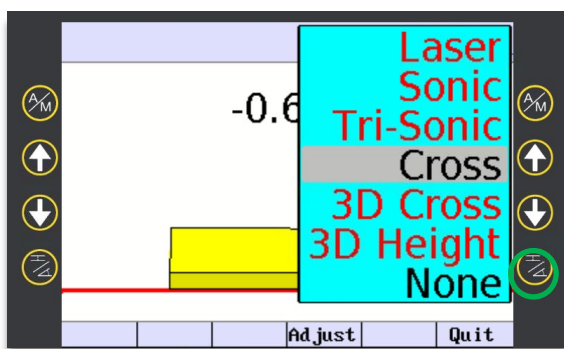 Laser
Sonic
-0.6
Tri-Sonic
Cross
3D Cross
3D Height
None
Adjust
Quit
A/M
A/M
H/∠
H/∠